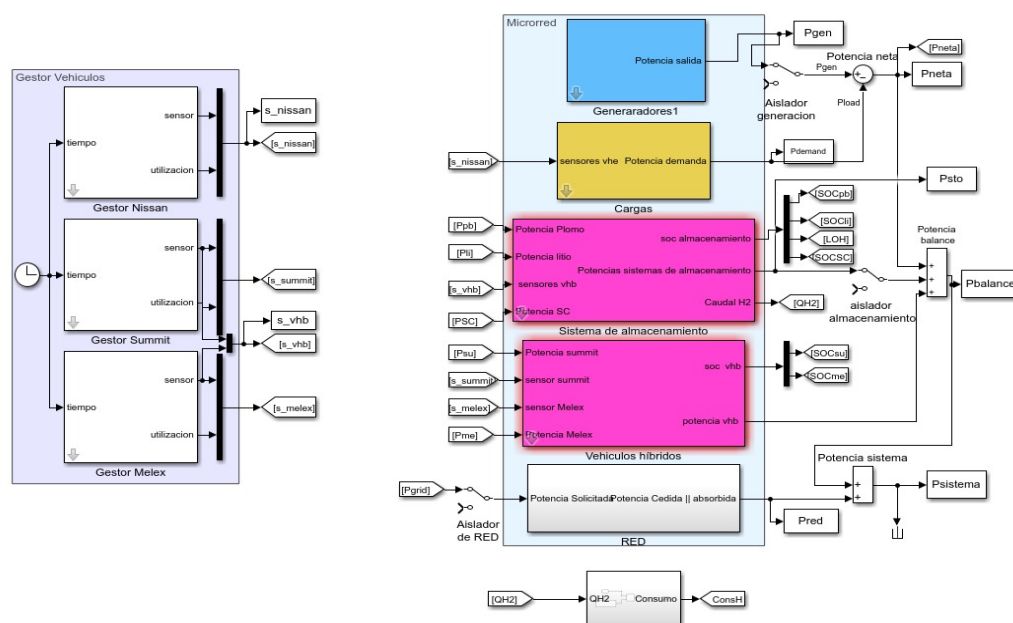 Gestor Vehiculos
tiempo
sensor
utilizacion
Gestor Nissan
s_nissan
[s_nissan]
tiempo
sensor
utilizacion
Gestor Summit
[s_summit]
s_vhb
[s_vhb]
tiempo
sensor
utilizacion
Gestor Melex
[s_melex]
Microrred
Potencia salida
Generaradores1
Pgen
Aislador
generacion
Pgen
Pload
Potencia neta
[Pneta]
Pneta
[s_nissan]
sensores vhe
Potencia demanda
Cargas
Pdemand
Psto
[Ppb]
[Pli]
[s_vhb]
[PSC]
Potencia Plomo
Potencia litio
sensores vhb
Potencia SC
soc almacenamiento
Potencias sistemas de almacenamiento
Caudal H2
Sistema de almacenamiento
[SOCpb]
[SOCli]
[LOH]
[SOCSC]
[QH2]
aislador
almacenamiento
Potencia
balance
Pbalance
[Psu]
[s_summit]
[s_melex]
[Pme]
Potencia summit
sensor summit
sensor Melex
Potencia Melex
soc vhb
potencia vhb
Vehiculos híbridos
[SOCsu]
[SOCme]
[Pgrid]
Aislador
de RED
Potencia Solicitada
Potencia Cedida || absorbida
RED
Pred
Potencia sistema
Psistema
[QH2]
QH2
Consumo
ConsH